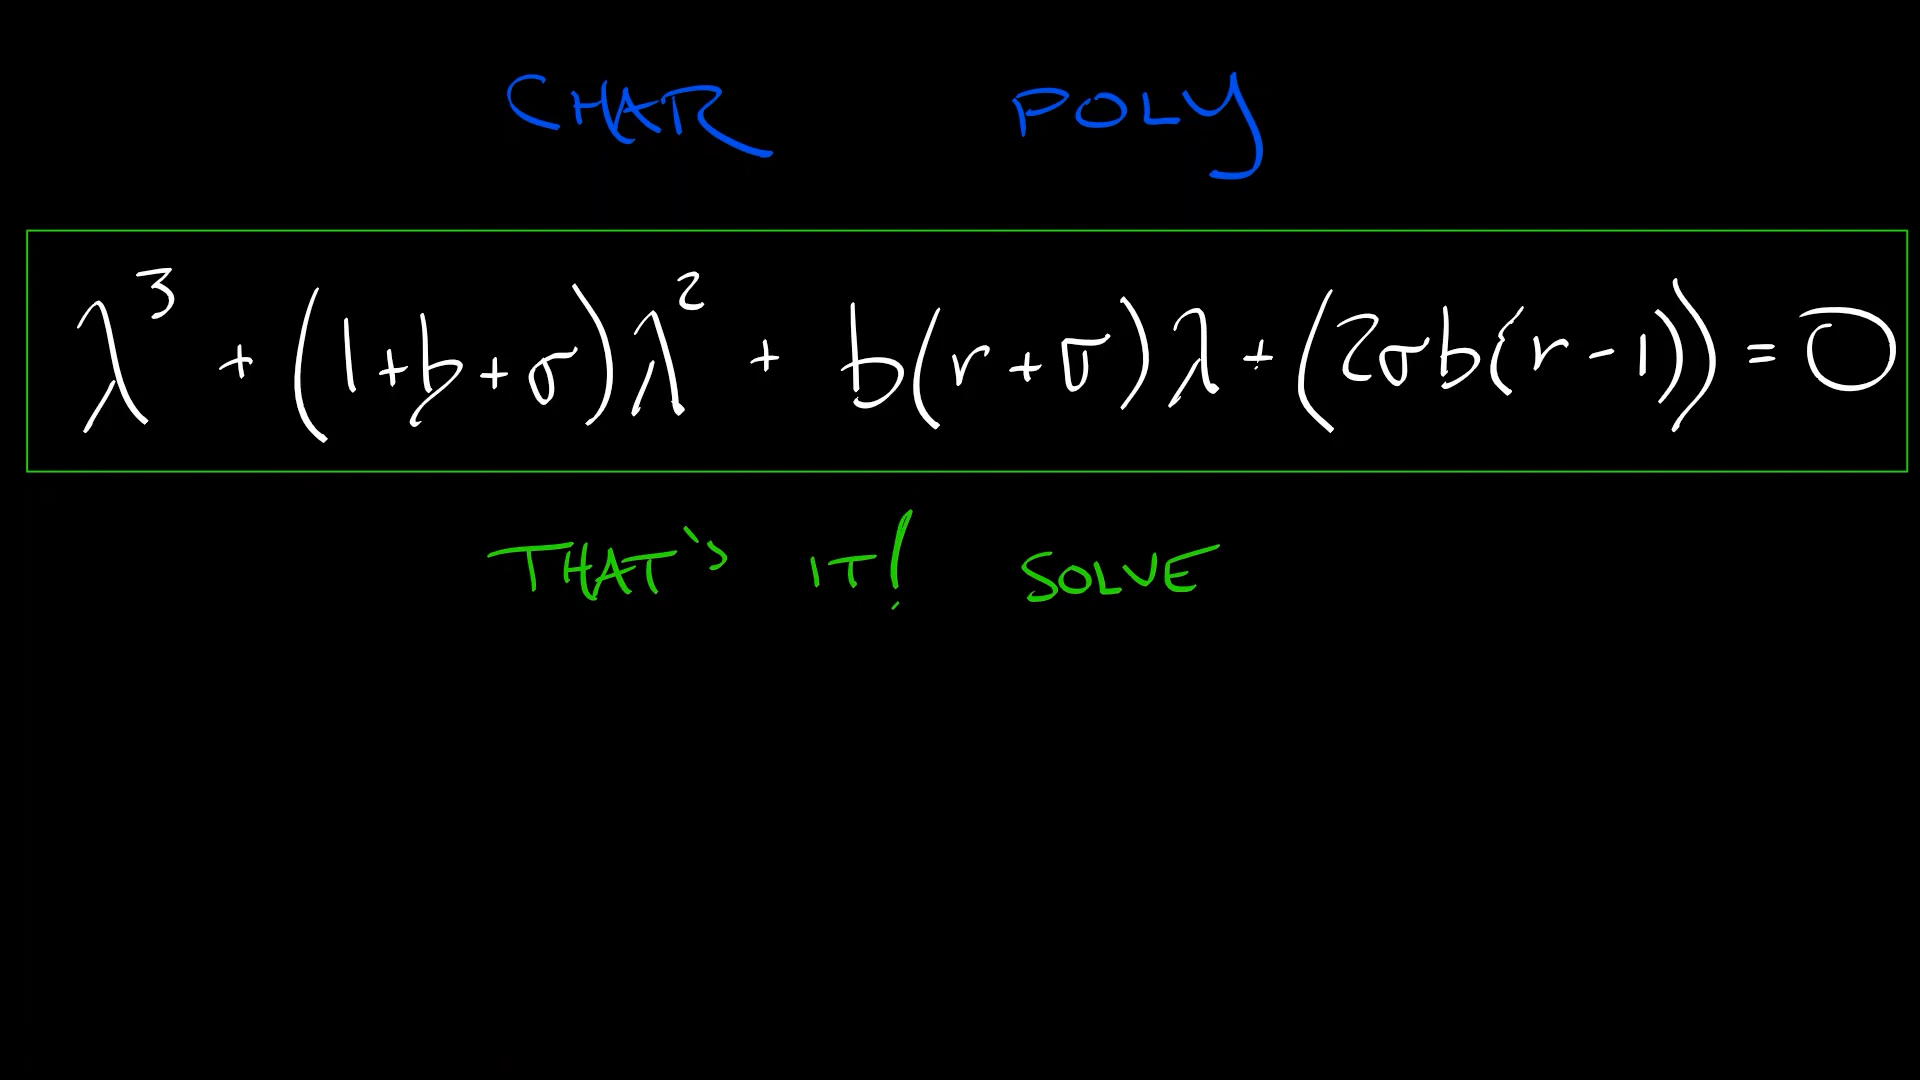 CHAR POLY
λ³ + (1+b+σ)λ² + b(r+σ)λ + (2σb(r-1)) = 0
THAT'S IT! SOLVE